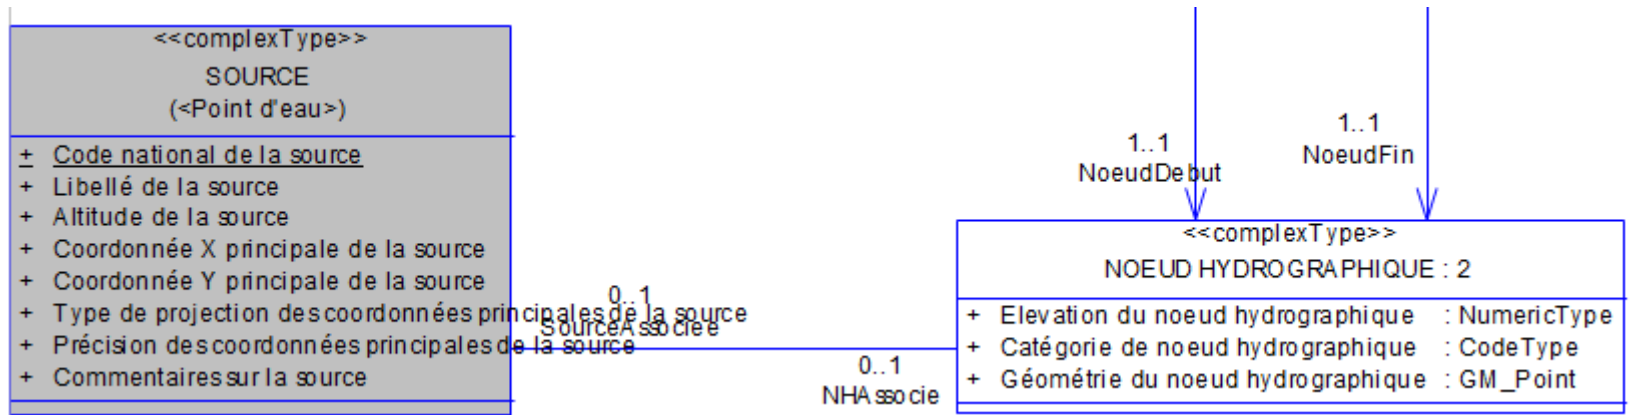 <<complexType>>
SOURCE
(<Point d'eau>)
+ Code national de la source
+ Libellé de la source
+ Altitude de la source
+ Coordonnée X principale de la source
+ Coordonnée Y principale de la source
+ Type de projection des coordonnées principales de la source
+ Précision des coordonnées principales de la source
+ Commentaires sur la source
0..1
SourceAssociee
0..1
NHAssocie
1..1
NoeudDebut
1..1
NoeudFin
<<complexType>>
NOEUD HYDROGRAPHIQUE : 2
+ Elevation du noeud hydrographique : NumericType
+ Catégorie de noeud hydrographique : CodeType
+ Géométrie du noeud hydrographique : GM_Point